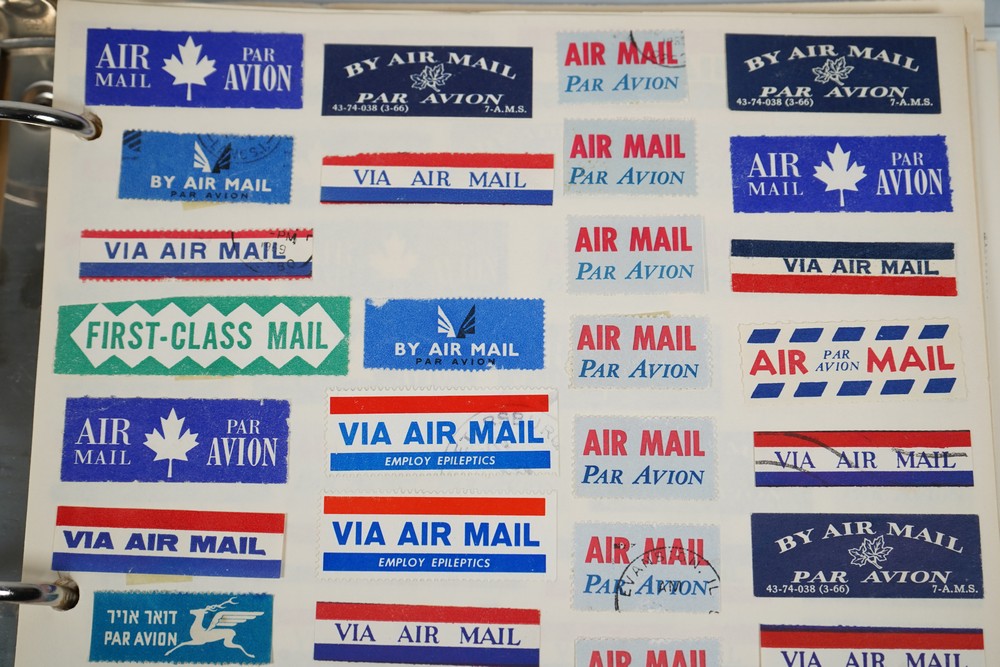 AIR MAIL PAR AVION
BY AIR MAIL
PAR AVION
43-74-038 (3-66) 7-A.M.S.
AIR MAIL
PAR AVION
BY AIR MAIL
PAR AVION
43-74-038 (3-66) 7-A.M.S.
BY AIR MAIL
PAR AVION
VIA AIR MAIL
AIR MAIL
PAR AVION
AIR MAIL PAR AVION
VIA AIR MAIL
PM
AIR MAIL
PAR AVION
VIA AIR MAIL
FIRST-CLASS MAIL
BY AIR MAIL
PAR AVION
AIR MAIL
PAR AVION
AIR PAR AVION MAIL
AIR MAIL PAR AVION
VIA AIR MAIL
EMPLOY EPILEPTICS
AIR MAIL
PAR AVION
VIA AIR MAIL
VIA AIR MAIL
VIA AIR MAIL
EMPLOY EPILEPTICS
AIR MAIL
PAR AVION
BY AIR MAIL
PAR AVION
43-74-038 (3-66) 7-A.M.S.
דואר אויר
PAR AVION
VIA AIR MAIL
AIR MAIL
VIA AIR MAIL